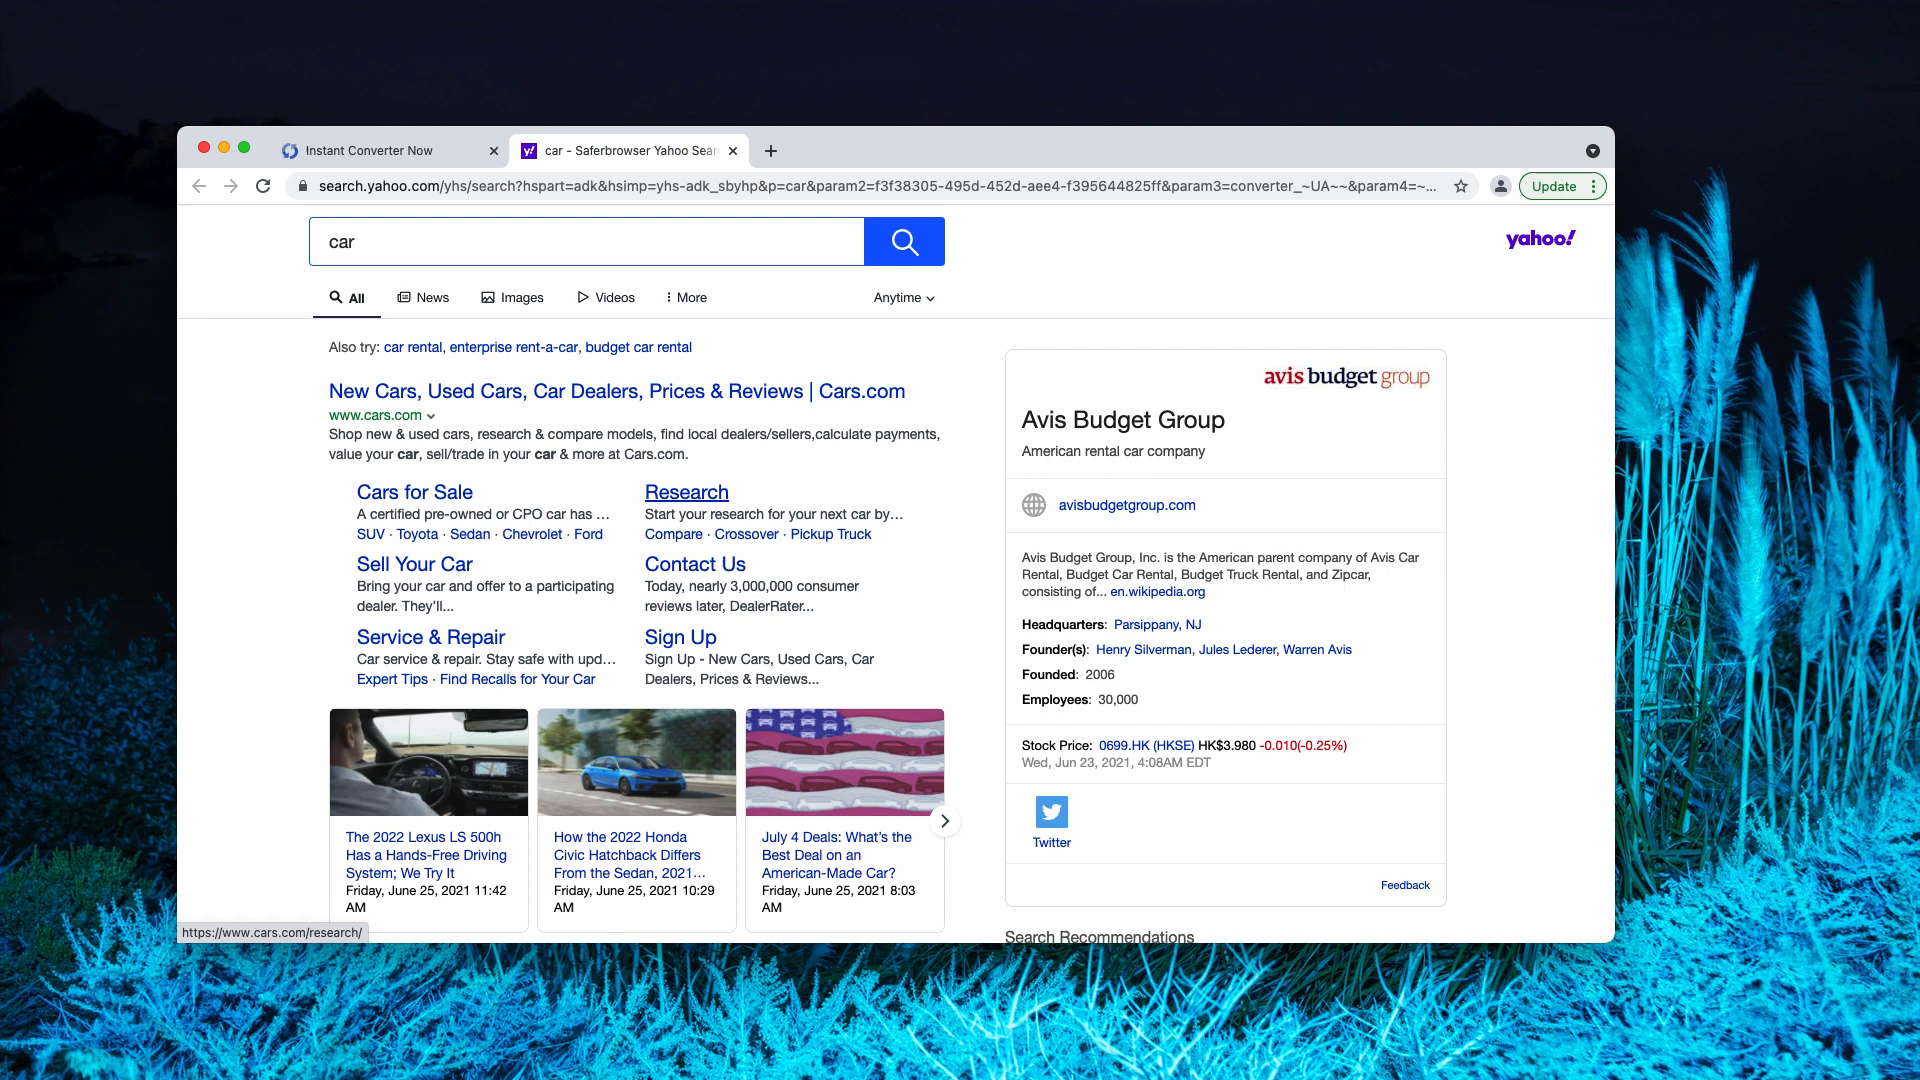 Instant Converter Now
car - Saferbrowser Yahoo Sear
search.yahoo.com/yhs/search?hspart=adk&hsimp=yhs-adk_sbyhp&p=car&param2=f3f38305-495d-452d-aee4-f395644825ff&param3=converter_~UA~~&param4=~...
Update
car
yahoo!
All
News
Images
Videos
More
Anytime
Also try: car rental, enterprise rent-a-car, budget car rental
New Cars, Used Cars, Car Dealers, Prices & Reviews | Cars.com
www.cars.com
Shop new & used cars, research & compare models, find local dealers/sellers,calculate payments,
value your car, sell/trade in your car & more at Cars.com.
Cars for Sale
A certified pre-owned or CPO car has ...
SUV · Toyota · Sedan · Chevrolet · Ford
Research
Start your research for your next car by...
Compare · Crossover · Pickup Truck
Sell Your Car
Bring your car and offer to a participating
dealer. They'll...
Contact Us
Today, nearly 3,000,000 consumer
reviews later, DealerRater...
Service & Repair
Car service & repair. Stay safe with upd...
Expert Tips · Find Recalls for Your Car
Sign Up
Sign Up - New Cars, Used Cars, Car
Dealers, Prices & Reviews...
The 2022 Lexus LS 500h
Has a Hands-Free Driving
System; We Try It
Friday, June 25, 2021 11:42
AM
How the 2022 Honda
Civic Hatchback Differs
From the Sedan, 2021...
Friday, June 25, 2021 10:29
AM
July 4 Deals: What's the
Best Deal on an
American-Made Car?
Friday, June 25, 2021 8:03
AM
https://www.cars.com/research/
avis budget group
Avis Budget Group
American rental car company
avisbudgetgroup.com
Avis Budget Group, Inc. is the American parent company of Avis Car
Rental, Budget Car Rental, Budget Truck Rental, and Zipcar,
consisting of... en.wikipedia.org
Headquarters: Parsippany, NJ
Founder(s): Henry Silverman, Jules Lederer, Warren Avis
Founded: 2006
Employees: 30,000
Stock Price: 0699.HK (HKSE) HK$3.980 -0.010(-0.25%)
Wed, Jun 23, 2021, 4:08AM EDT
Twitter
Feedback
Search Recommendations